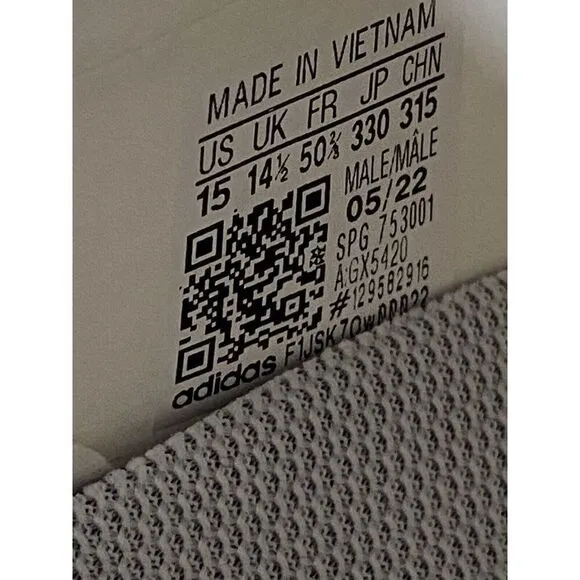 MADE IN VIETNAM
US UK FR JP CHN
15 14½ 50⅔ 330 315
MALE/MÂLE
05/22
SPG 753001
A:GX5420
#129582916
adidas